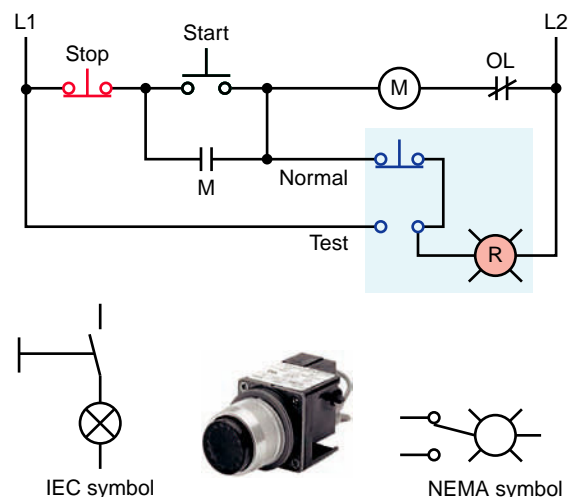 L1
L2
Stop
Start
OL
M
M
Normal
Test
R
IEC symbol
NEMA symbol